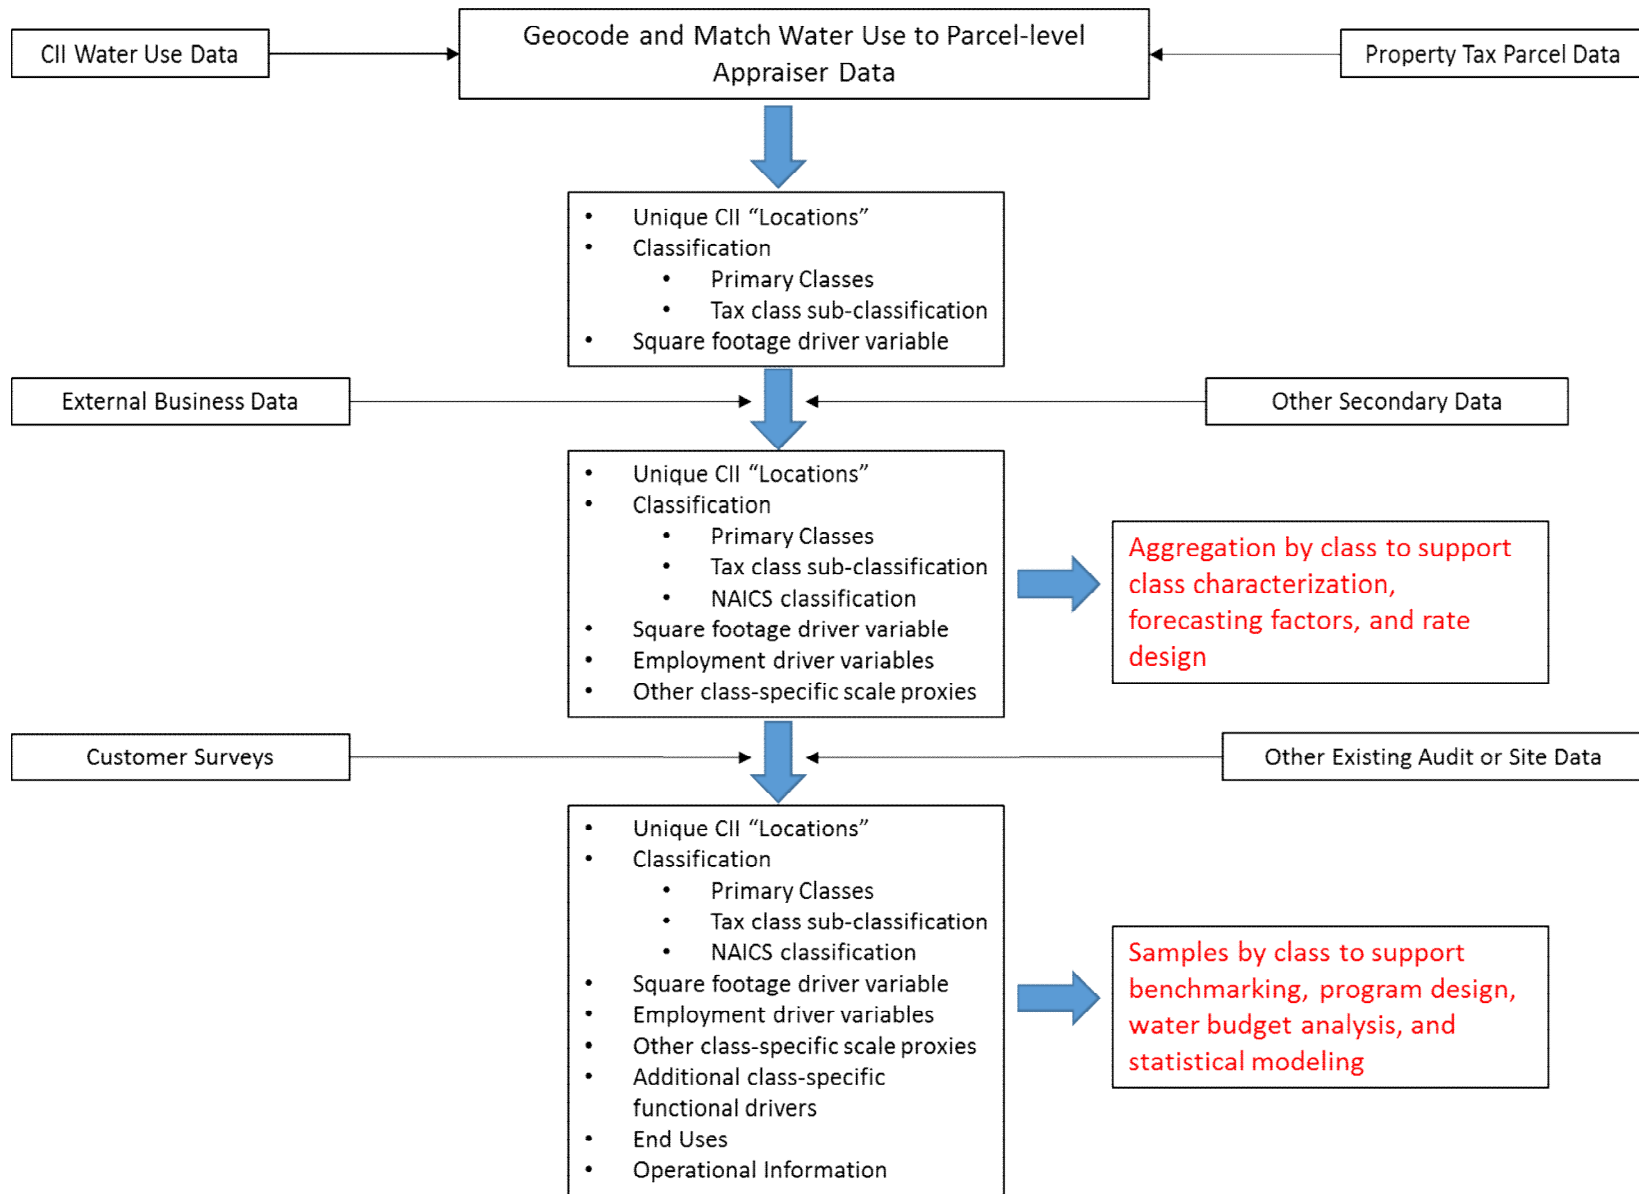 CII Water Use Data
Geocode and Match Water Use to Parcel-level
Appraiser Data
Property Tax Parcel Data
• Unique CII “Locations”
• Classification
• Primary Classes
• Tax class sub-classification
• Square footage driver variable
External Business Data
Other Secondary Data
• Unique CII “Locations”
• Classification
• Primary Classes
• Tax class sub-classification
• NAICS classification
• Square footage driver variable
• Employment driver variables
• Other class-specific scale proxies
Aggregation by class to support
class characterization,
forecasting factors, and rate
design
Customer Surveys
Other Existing Audit or Site Data
• Unique CII “Locations”
• Classification
• Primary Classes
• Tax class sub-classification
• NAICS classification
• Square footage driver variable
• Employment driver variables
• Other class-specific scale proxies
• Additional class-specific
functional drivers
• End Uses
• Operational Information
Samples by class to support
benchmarking, program design,
water budget analysis, and
statistical modeling